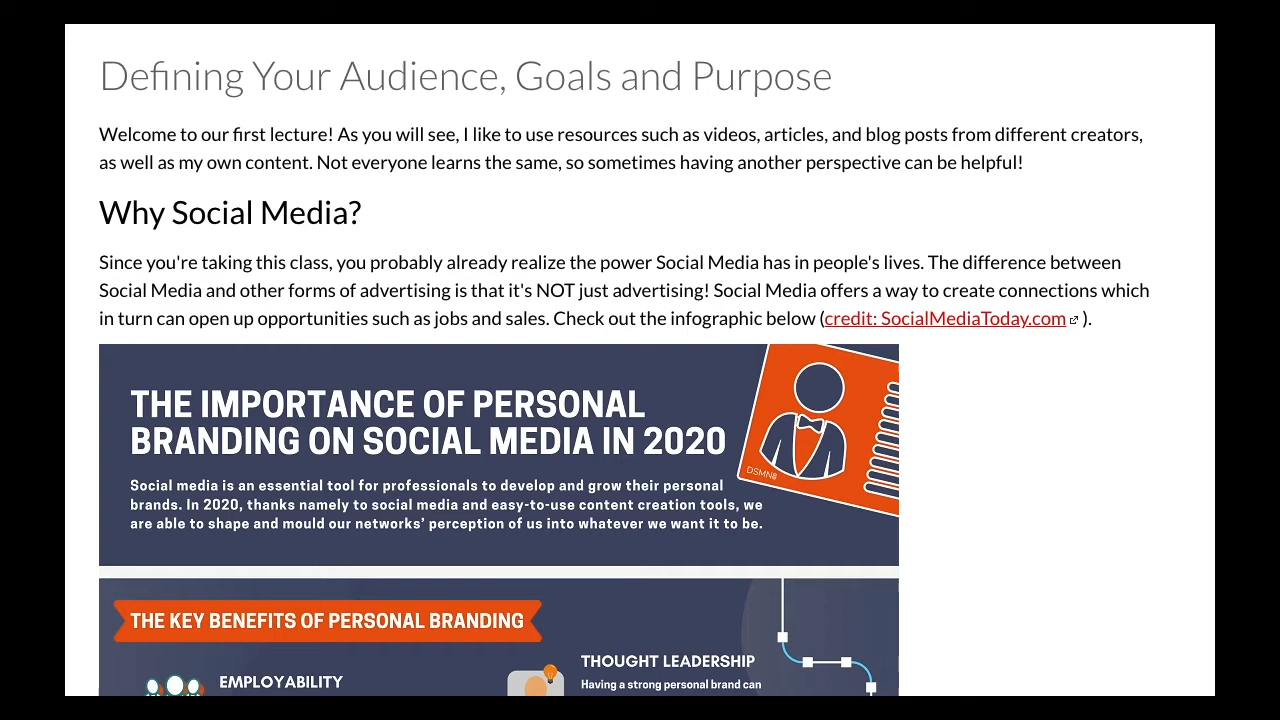 Defining Your Audience, Goals and Purpose
Welcome to our first lecture! As you will see, I like to use resources such as videos, articles, and blog posts from different creators,
as well as my own content. Not everyone learns the same, so sometimes having another perspective can be helpful!
Why Social Media?
Since you're taking this class, you probably already realize the power Social Media has in people's lives. The difference between
Social Media and other forms of advertising is that it's NOT just advertising! Social Media offers a way to create connections which
in turn can open up opportunities such as jobs and sales. Check out the infographic below (credit: SocialMediaToday.com ).
THE IMPORTANCE OF PERSONAL
BRANDING ON SOCIAL MEDIA IN 2020
DSMN8
Social media is an essential tool for professionals to develop and grow their personal
brands. In 2020, thanks namely to social media and easy-to-use content creation tools, we
are able to shape and mould our networks' perception of us into whatever we want it to be.
THE KEY BENEFITS OF PERSONAL BRANDING
EMPLOYABILITY
THOUGHT LEADERSHIP
Having a strong personal brand can